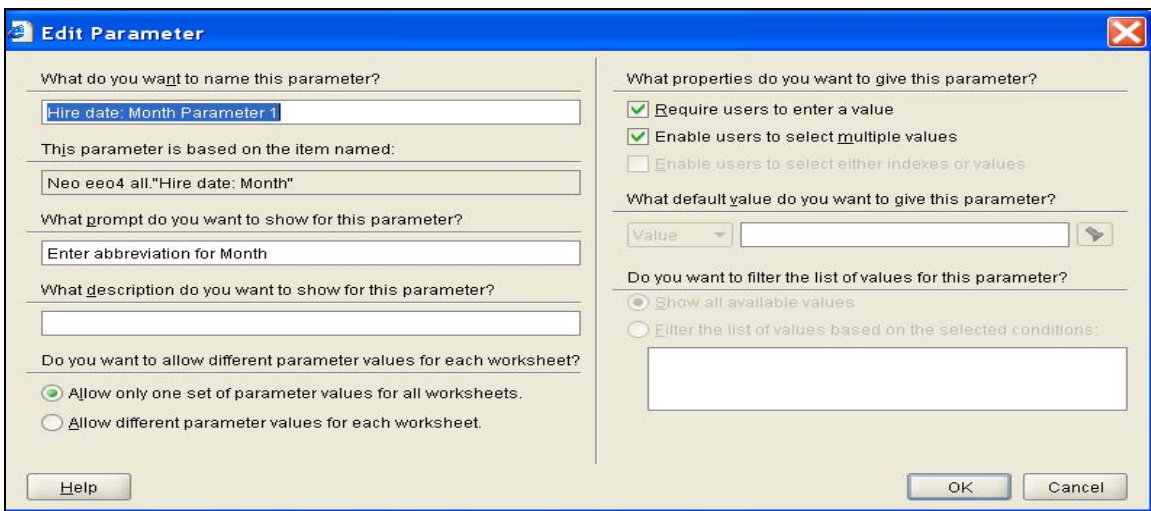 Edit Parameter
What do you want to name this parameter?
Hire date: Month Parameter 1
This parameter is based on the item named:
Neo eeo4 all."Hire date: Month"
What prompt do you want to show for this parameter?
Enter abbreviation for Month
What description do you want to show for this parameter?
Do you want to allow different parameter values for each worksheet?
Allow only one set of parameter values for all worksheets.
Allow different parameter values for each worksheet.
What properties do you want to give this parameter?
Require users to enter a value
Enable users to select multiple values
Enable users to select either indexes or values
What default value do you want to give this parameter?
Value
Do you want to filter the list of values for this parameter?
Show all available values
Filter the list of values based on the selected conditions:
Help
OK
Cancel